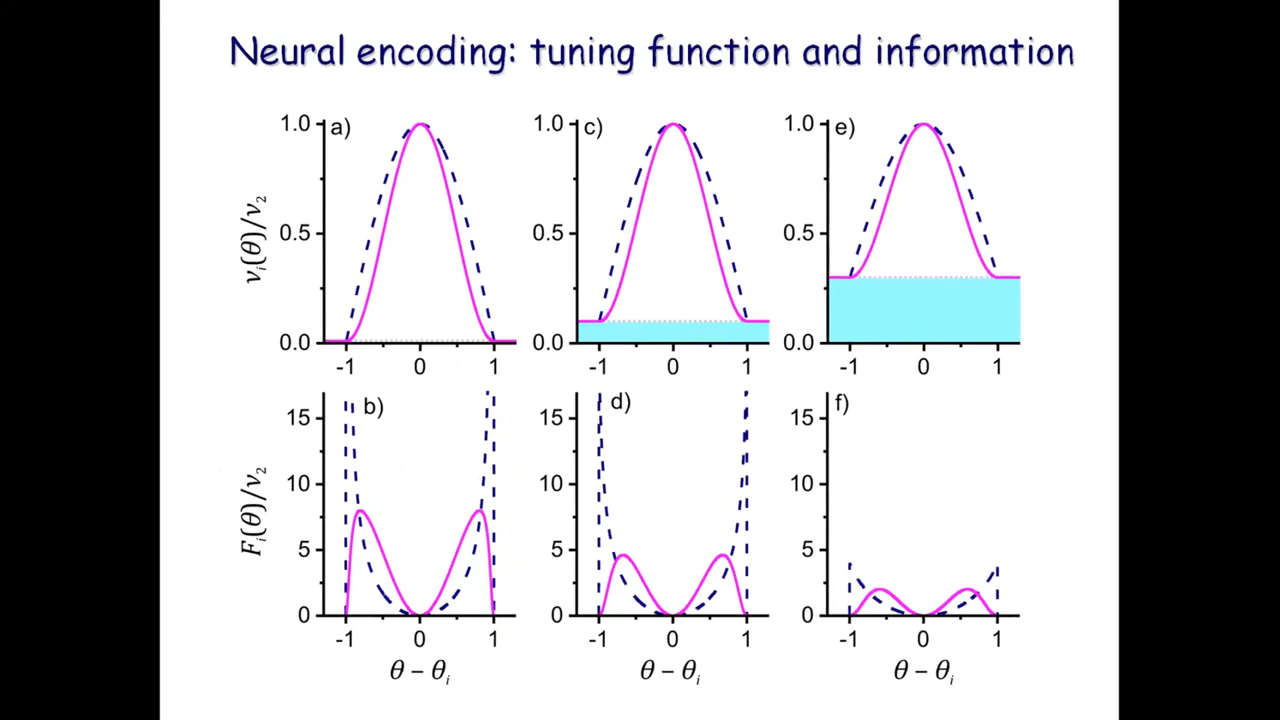 Neural encoding: tuning function and information
a)
c)
e)
1.0
0.5
0.0
1.0
0.5
0.0
1.0
0.5
0.0
νᵢ(θ)/ν₂
-1 0 1
-1 0 1
-1 0 1
b)
d)
f)
15
10
5
0
15
10
5
0
15
10
5
0
Fᵢ(θ)/ν₂
-1 0 1
-1 0 1
-1 0 1
θ – θᵢ
θ – θᵢ
θ – θᵢ